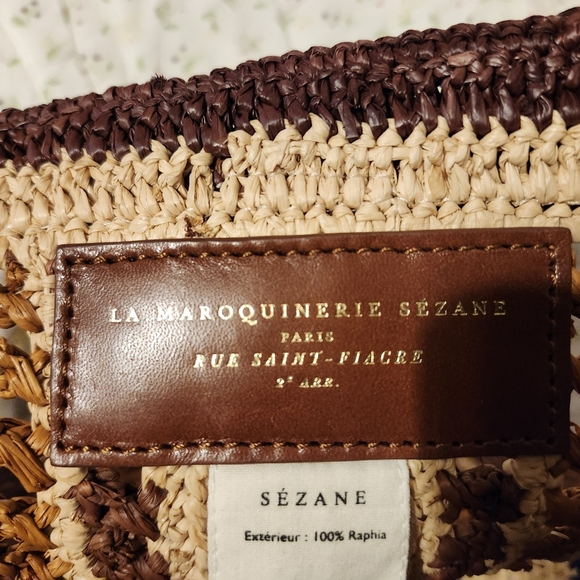 LA MAROQUINERIE SÉZANE
PARIS
RUE SAINT-FIACRE
2E ARR.
SÉZANE
Extérieur : 100% Raphia